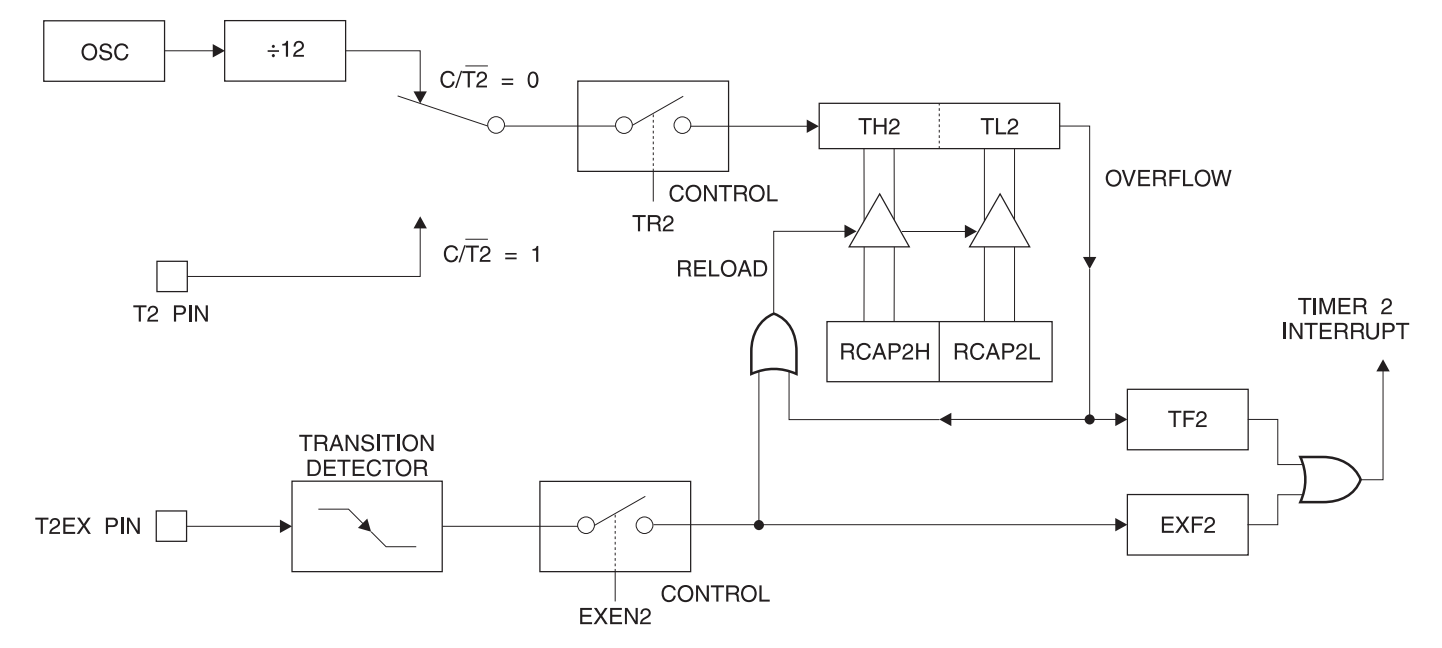 OSC
÷12
C/T2̅ = 0
TH2
TL2
OVERFLOW
CONTROL
TR2
C/T2̅ = 1
T2 PIN
RELOAD
RCAP2H
RCAP2L
TIMER 2
INTERRUPT
TF2
TRANSITION
DETECTOR
T2EX PIN
EXF2
CONTROL
EXEN2